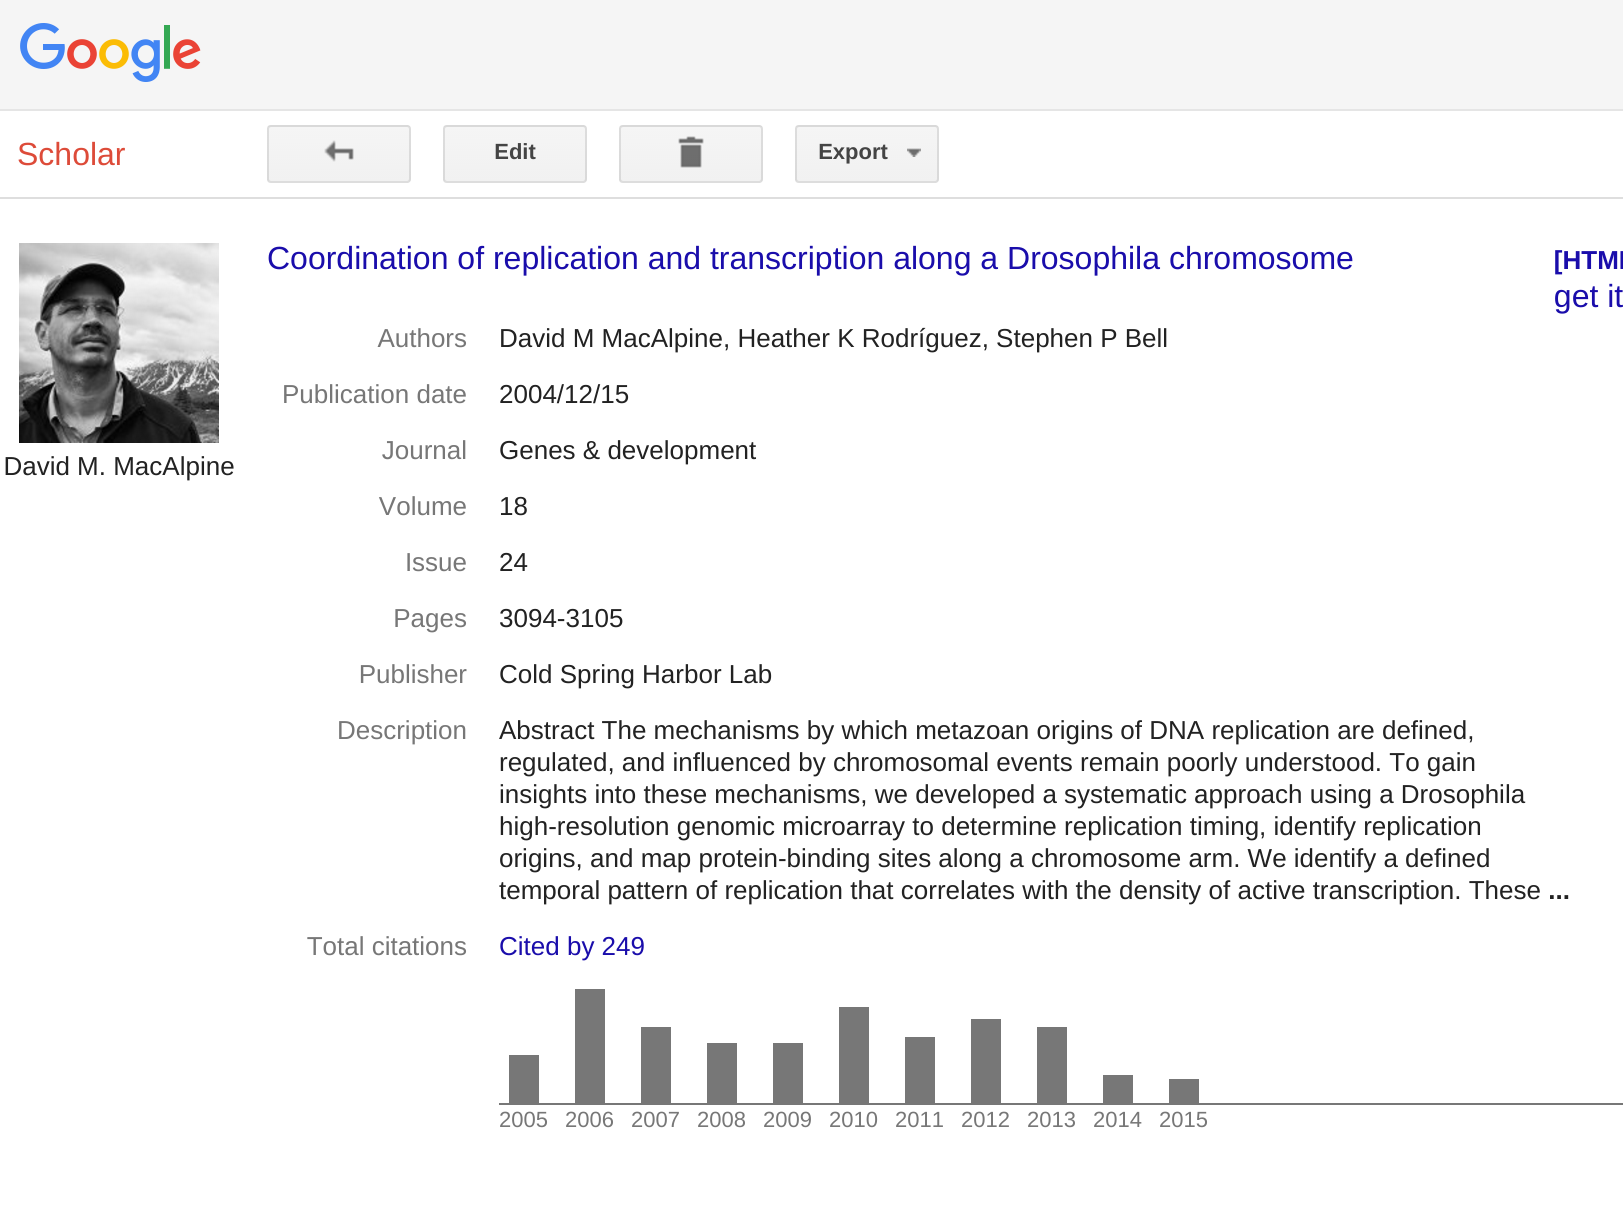 Google
Scholar
Edit
Export
Coordination of replication and transcription along a Drosophila chromosome
[HTM
get it
David M. MacAlpine
Authors David M MacAlpine, Heather K Rodríguez, Stephen P Bell
Publication date 2004/12/15
Journal Genes & development
Volume 18
Issue 24
Pages 3094-3105
Publisher Cold Spring Harbor Lab
Description Abstract The mechanisms by which metazoan origins of DNA replication are defined,
regulated, and influenced by chromosomal events remain poorly understood. To gain
insights into these mechanisms, we developed a systematic approach using a Drosophila
high-resolution genomic microarray to determine replication timing, identify replication
origins, and map protein-binding sites along a chromosome arm. We identify a defined
temporal pattern of replication that correlates with the density of active transcription. These ...
Total citations Cited by 249
2005 2006 2007 2008 2009 2010 2011 2012 2013 2014 2015